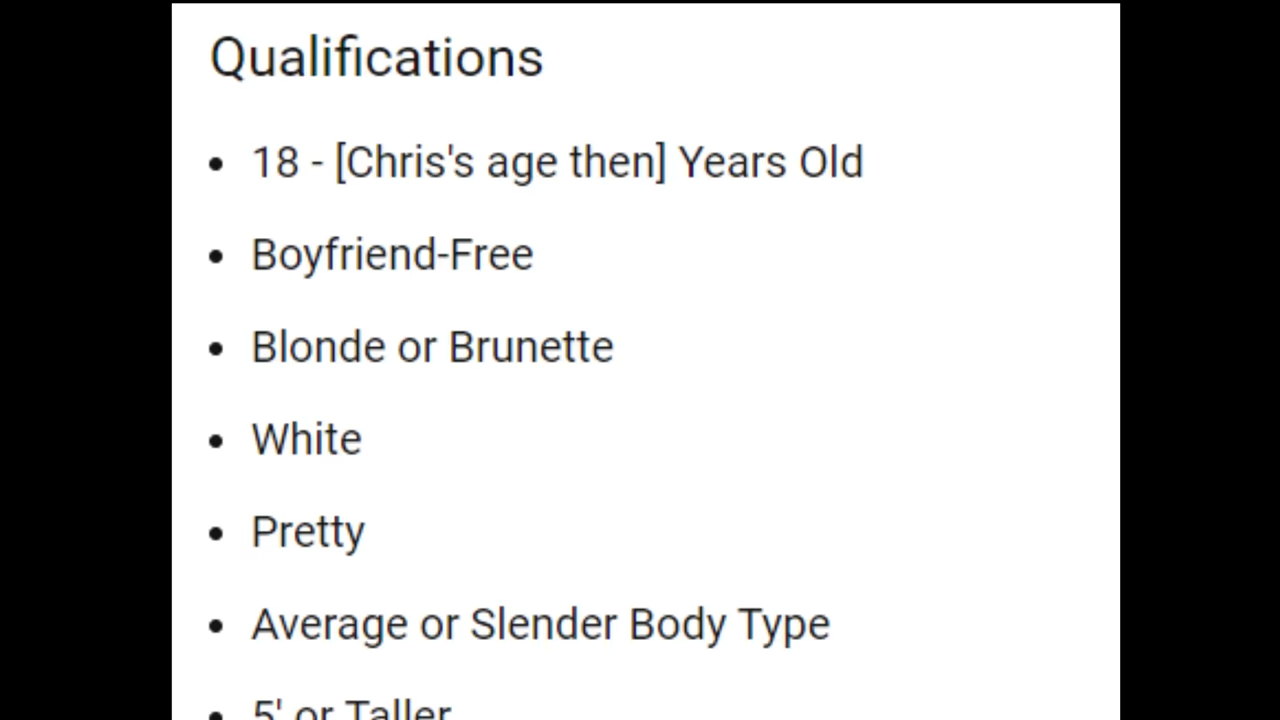 Qualifications
• 18 - [Chris's age then] Years Old
• Boyfriend-Free
• Blonde or Brunette
• White
• Pretty
• Average or Slender Body Type
• 5' or Taller